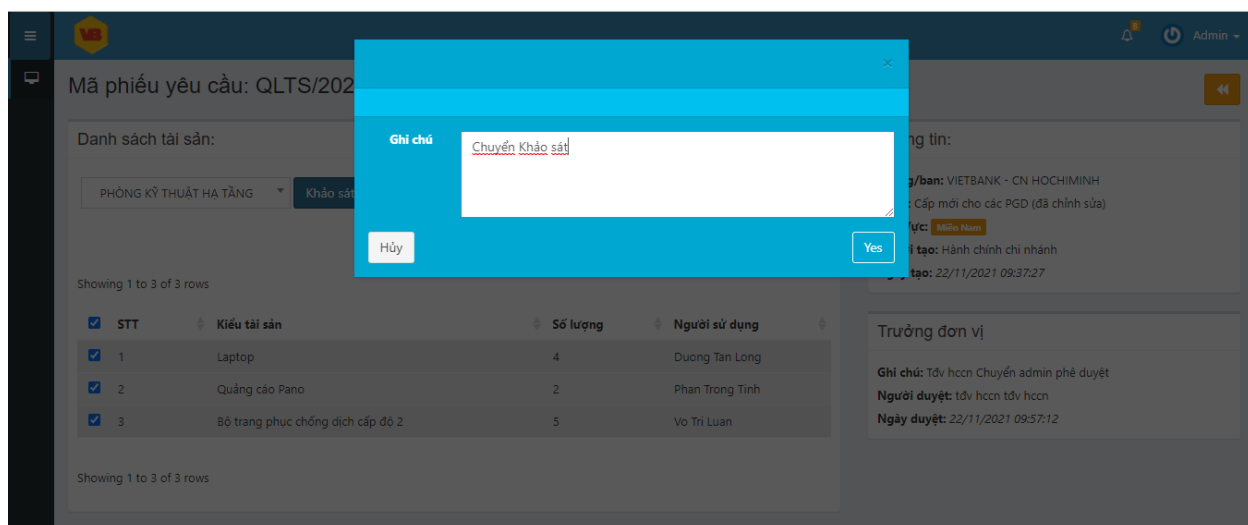 VB
8
Admin
Mã phiếu yêu cầu: QLTS/202
Danh sách tài sản:
PHÒNG KỸ THUẬT HẠ TẦNG
Khảo sát
Ghi chú
Chuyển Khảo sát
Hủy
Yes
Showing 1 to 3 of 3 rows
STT Kiểu tài sản Số lượng Người sử dụng
1 Laptop 4 Duong Tan Long
2 Quảng cáo Pano 2 Phan Trong Tinh
3 Bộ trang phục chống dịch cấp độ 2 5 Vo Tri Luan
Showing 1 to 3 of 3 rows
tin:
/ban: VIETBANK - CN HOCHIMINH
: Cấp mới cho các PGD (đã chỉnh sửa)
Miền Nam
tạo: Hành chính chi nhánh
tạo: 22/11/2021 09:37:27
Trưởng đơn vị
Ghi chú: Tđv hccn Chuyển admin phê duyệt
Người duyệt: tđv hccn tđv hccn
Ngày duyệt: 22/11/2021 09:57:12